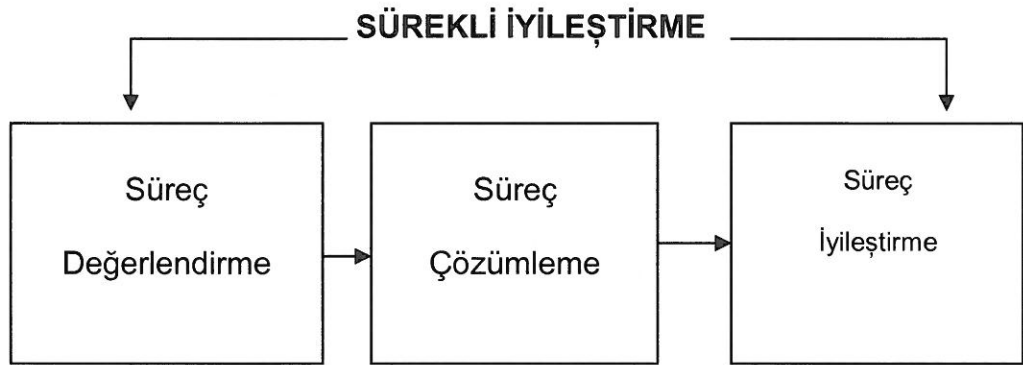 SÜREKLİ İYİLEŞTİRME
Süreç
Değerlendirme
Süreç
Çözümleme
Süreç
İyileştirme